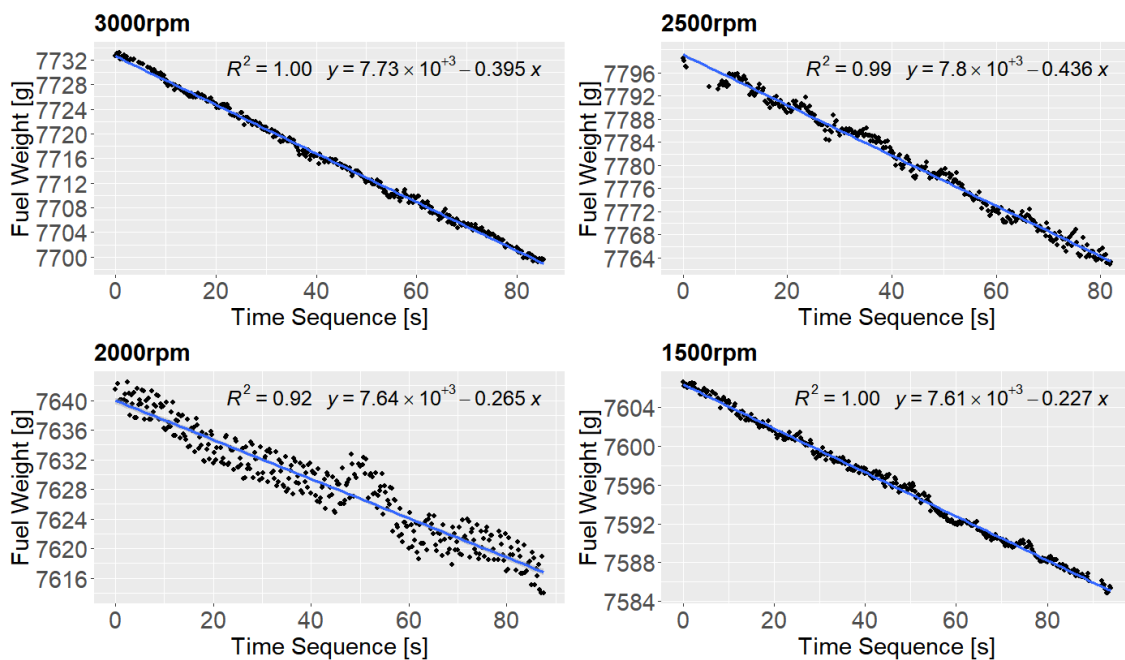 3000rpm
R² = 1.00 y = 7.73 × 10⁺³ − 0.395 x
Fuel Weight [g]
7732
7728
7724
7720
7716
7712
7708
7704
7700
0 20 40 60 80
Time Sequence [s]
2500rpm
R² = 0.99 y = 7.8 × 10⁺³ − 0.436 x
Fuel Weight [g]
7796
7792
7788
7784
7780
7776
7772
7768
7764
0 20 40 60 80
Time Sequence [s]
2000rpm
R² = 0.92 y = 7.64 × 10⁺³ − 0.265 x
Fuel Weight [g]
7640
7636
7632
7628
7624
7620
7616
0 20 40 60 80
Time Sequence [s]
1500rpm
R² = 1.00 y = 7.61 × 10⁺³ − 0.227 x
Fuel Weight [g]
7604
7600
7596
7592
7588
7584
0 20 40 60 80
Time Sequence [s]